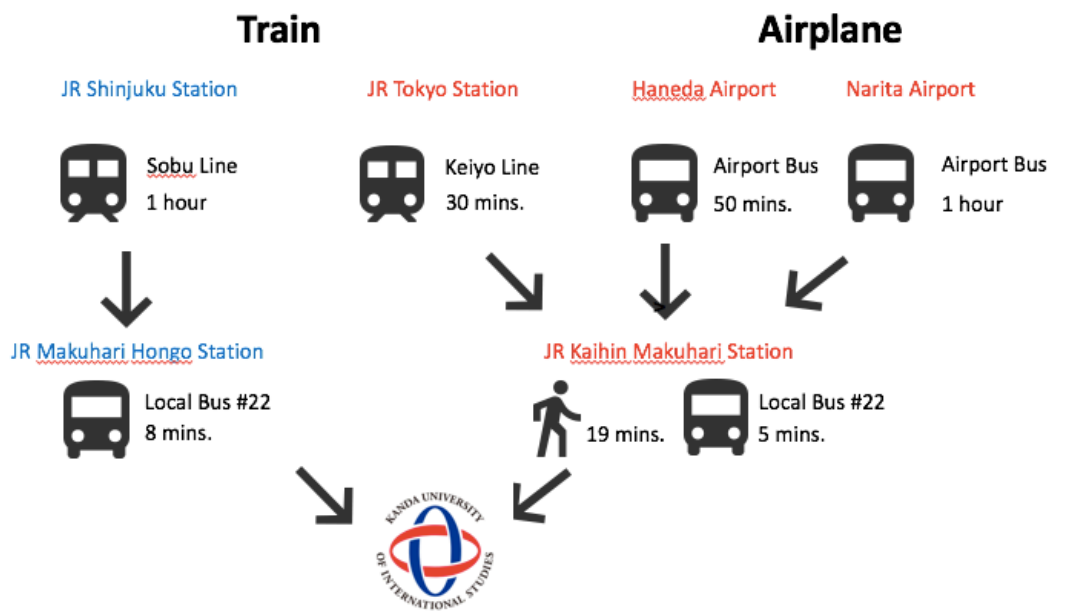 Train
Airplane
JR Shinjuku Station
JR Tokyo Station
Haneda Airport
Narita Airport
Sobu Line
1 hour
Keiyo Line
30 mins.
Airport Bus
50 mins.
Airport Bus
1 hour
>
JR Makuhari Hongo Station
JR Kaihin Makuhari Station
Local Bus #22
8 mins.
19 mins.
Local Bus #22
5 mins.
KANDA UNIVERSITY
OF INTERNATIONAL STUDIES